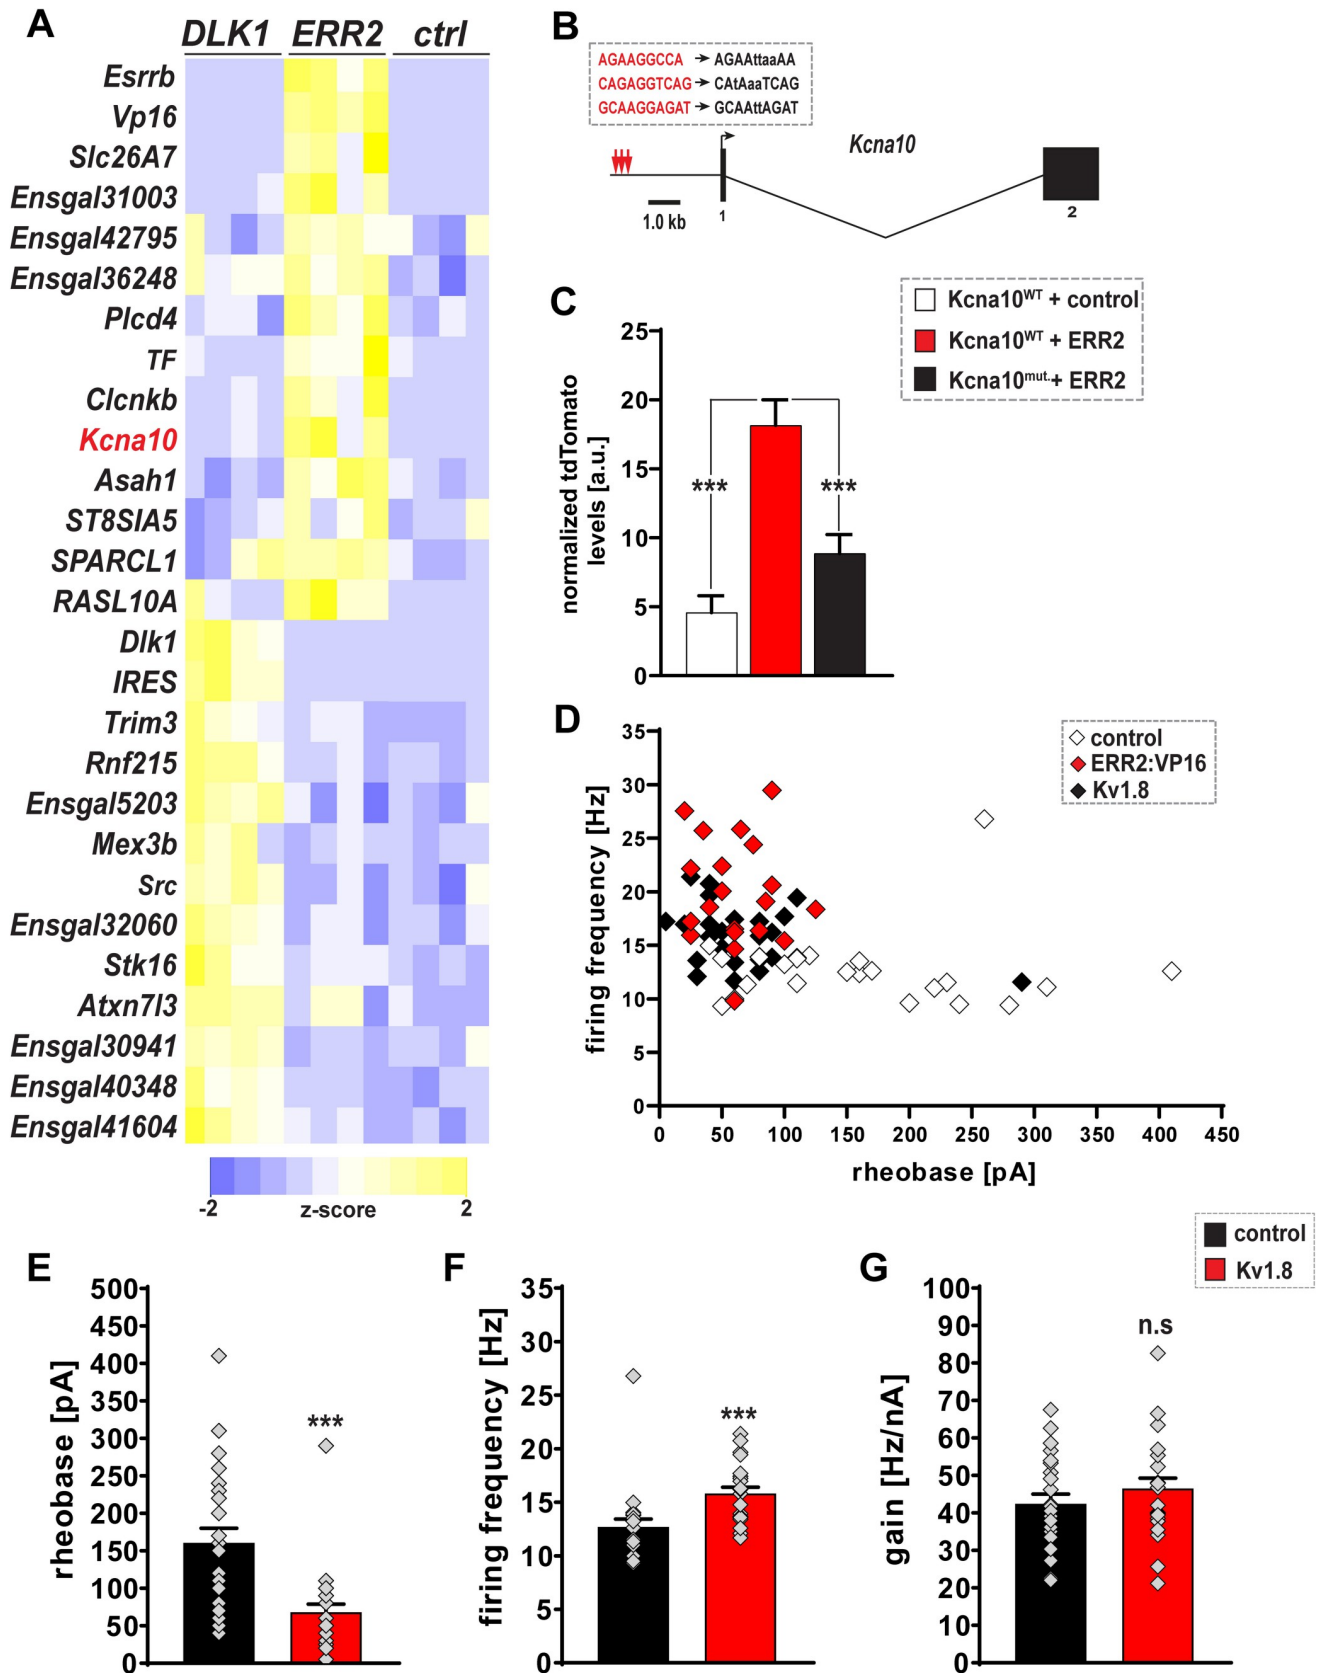 A
DLK1 ERR2 ctrl
Esrrb
Vp16
Slc26A7
Ensgal31003
Ensgal42795
Ensgal36248
Plcd4
TF
Clcnkb
Kcna10
Asah1
ST8SIA5
SPARCL1
RASL10A
Dlk1
IRES
Trim3
Rnf215
Ensgal5203
Mex3b
Src
Ensgal32060
Stk16
Atxn7l3
Ensgal30941
Ensgal40348
Ensgal41604
-2 z-score 2
B
AGAAGGCCA → AGAAttaAA
CAGAGGTCAG → CAtAaaTCAG
GCAAGGAGAT → GCAAttAGAT
Kcna10
1.0 kb
1
2
C
Kcna10WT + control
Kcna10WT + ERR2
Kcna10mut.+ ERR2
normalized tdTomato
levels [a.u.]
25
20
15
10
5
0
*** ***
D
control
ERR2:VP16
Kv1.8
firing frequency [Hz]
35
30
25
20
15
10
5
0
0 50 100 150 200 250 300 350 400 450
rheobase [pA]
control
Kv1.8
E
rheobase [pA]
500
450
400
350
300
250
200
150
100
50
0
***
F
firing frequency [Hz]
35
30
25
20
15
10
5
0
***
G
gain [Hz/nA]
100
90
80
70
60
50
40
30
20
10
0
n.s